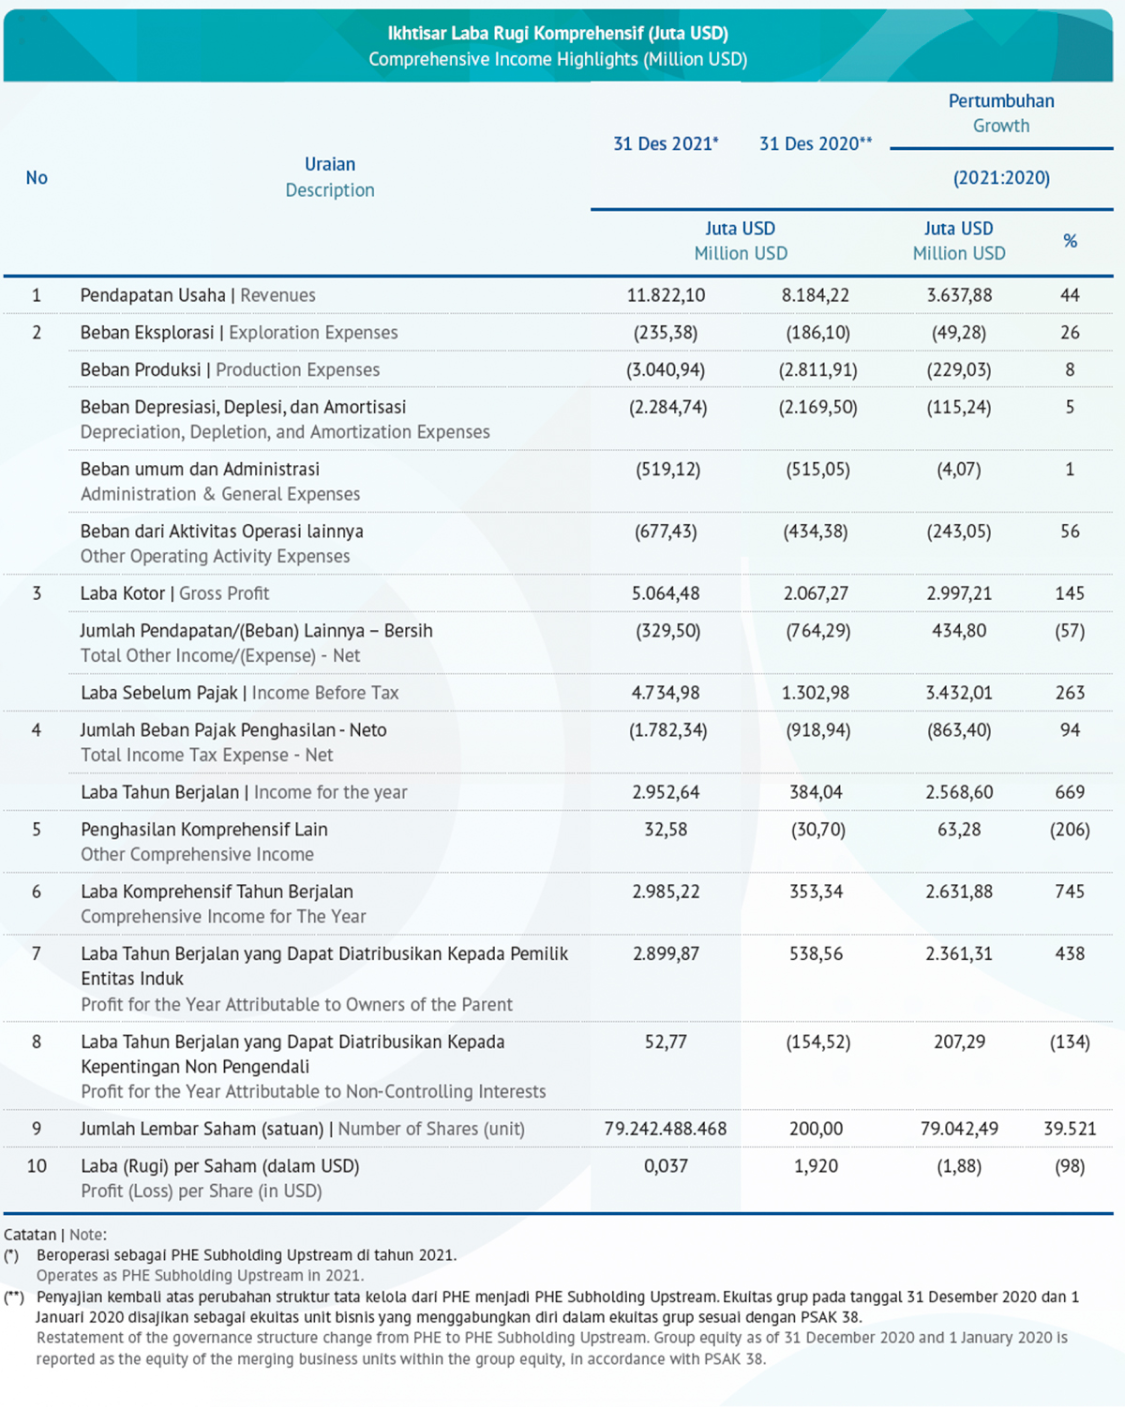 Ikhtisar Laba Rugi Komprehensif (Juta USD)
Comprehensive Income Highlights (Million USD)
No
Uraian
Description
31 Des 2021*
31 Des 2020**
Pertumbuhan
Growth
(2021:2020)
Juta USD
Million USD
Juta USD
Million USD
%
1 Pendapatan Usaha | Revenues 11.822,10 8.184,22 3.637,88 44
2 Beban Eksplorasi | Exploration Expenses (235,38) (186,10) (49,28) 26
Beban Produksi | Production Expenses (3.040,94) (2.811,91) (229,03) 8
Beban Depresiasi, Deplesi, dan Amortisasi (2.284,74) (2.169,50) (115,24) 5
Depreciation, Depletion, and Amortization Expenses
Beban umum dan Administrasi (519,12) (515,05) (4,07) 1
Administration & General Expenses
Beban dari Aktivitas Operasi lainnya (677,43) (434,38) (243,05) 56
Other Operating Activity Expenses
3 Laba Kotor | Gross Profit 5.064,48 2.067,27 2.997,21 145
Jumlah Pendapatan/(Beban) Lainnya – Bersih (329,50) (764,29) 434,80 (57)
Total Other Income/(Expense) - Net
Laba Sebelum Pajak | Income Before Tax 4.734,98 1.302,98 3.432,01 263
4 Jumlah Beban Pajak Penghasilan - Neto (1.782,34) (918,94) (863,40) 94
Total Income Tax Expense - Net
Laba Tahun Berjalan | Income for the year 2.952,64 384,04 2.568,60 669
5 Penghasilan Komprehensif Lain 32,58 (30,70) 63,28 (206)
Other Comprehensive Income
6 Laba Komprehensif Tahun Berjalan 2.985,22 353,34 2.631,88 745
Comprehensive Income for The Year
7 Laba Tahun Berjalan yang Dapat Diatribusikan Kepada Pemilik 2.899,87 538,56 2.361,31 438
Entitas Induk
Profit for the Year Attributable to Owners of the Parent
8 Laba Tahun Berjalan yang Dapat Diatribusikan Kepada 52,77 (154,52) 207,29 (134)
Kepentingan Non Pengendali
Profit for the Year Attributable to Non-Controlling Interests
9 Jumlah Lembar Saham (satuan) | Number of Shares (unit) 79.242.488.468 200,00 79.042,49 39.521
10 Laba (Rugi) per Saham (dalam USD) 0,037 1,920 (1,88) (98)
Profit (Loss) per Share (in USD)
Catatan | Note:
(*) Beroperasi sebagai PHE Subholding Upstream di tahun 2021.
Operates as PHE Subholding Upstream in 2021.
(**) Penyajian kembali atas perubahan struktur tata kelola dari PHE menjadi PHE Subholding Upstream. Ekuitas grup pada tanggal 31 Desember 2020 dan 1
Januari 2020 disajikan sebagai ekuitas unit bisnis yang menggabungkan diri dalam ekuitas grup sesuai dengan PSAK 38.
Restatement of the governance structure change from PHE to PHE Subholding Upstream. Group equity as of 31 December 2020 and 1 January 2020 is
reported as the equity of the merging business units within the group equity, in accordance with PSAK 38.